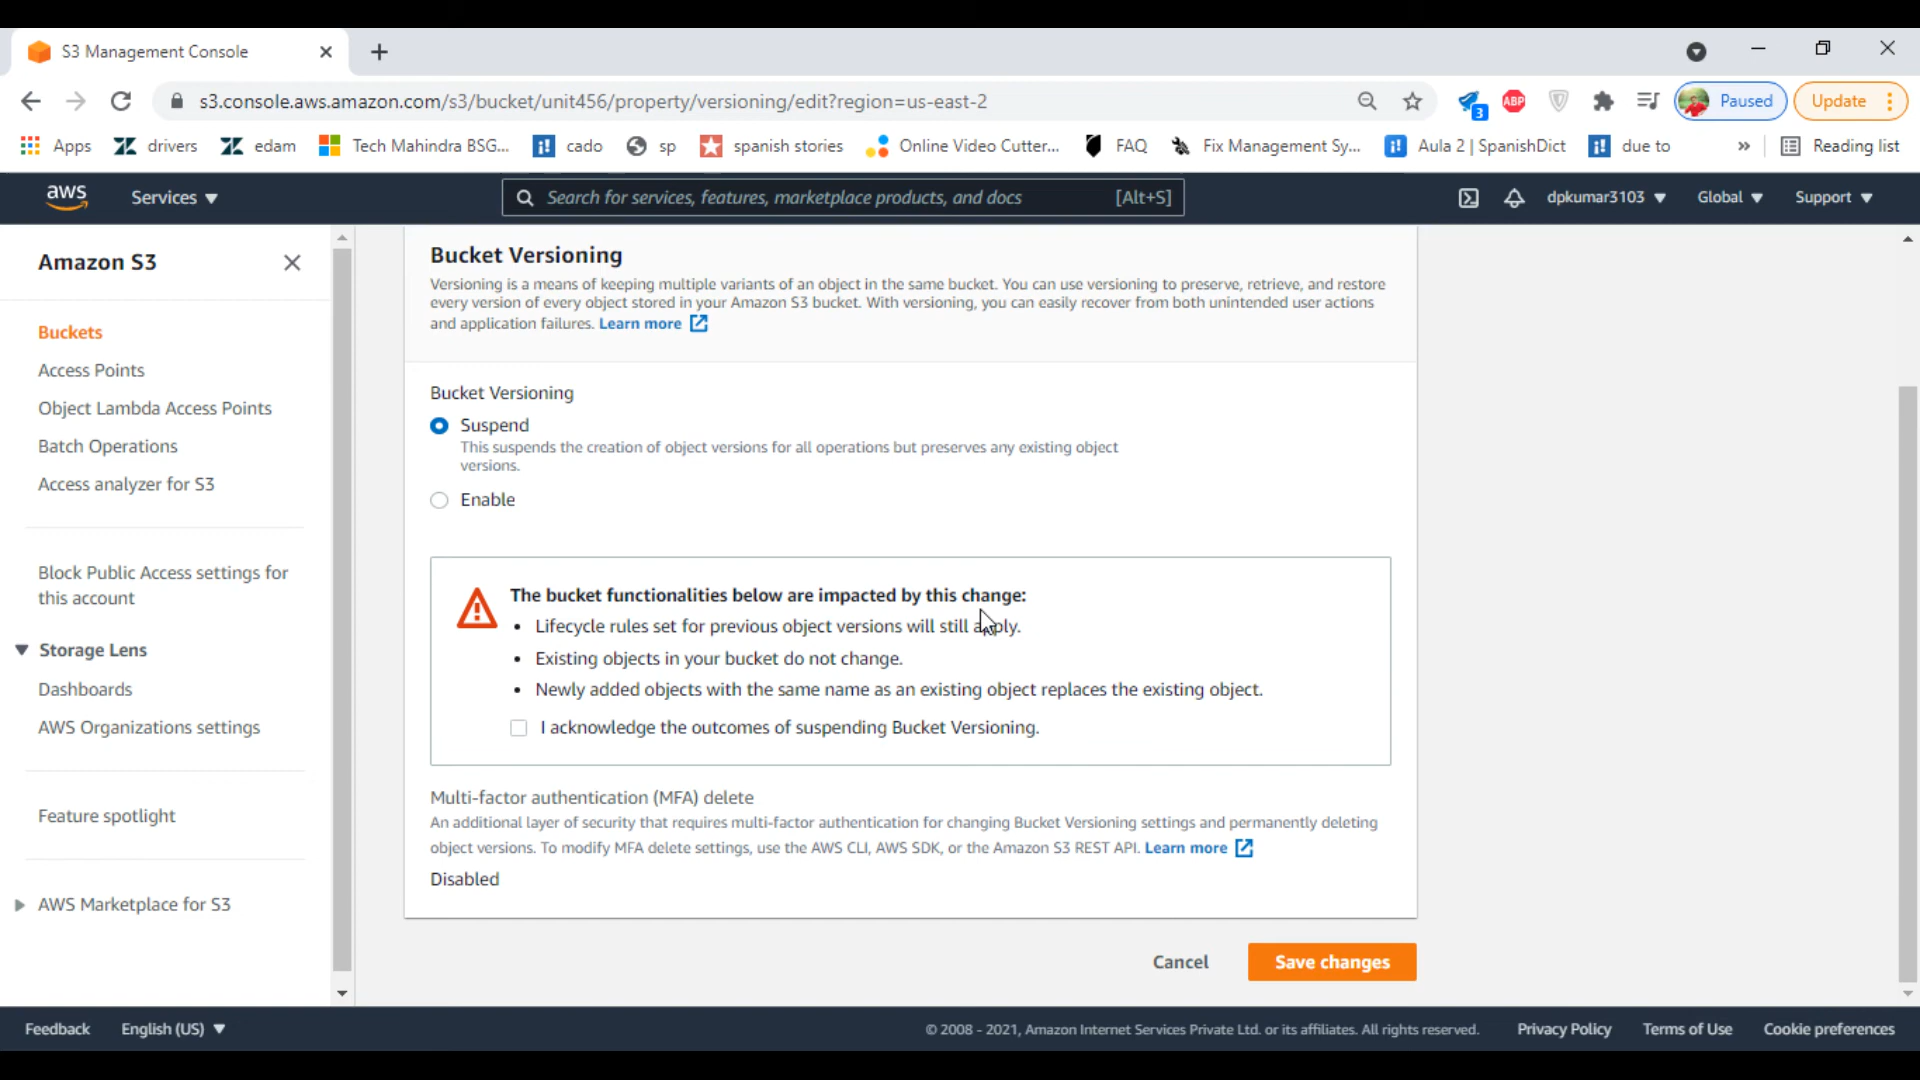 S3 Management Console
s3.console.aws.amazon.com/s3/bucket/unit456/property/versioning/edit?region=us-east-2
3
ABP
Paused
Update
Apps
drivers
edam
Tech Mahindra BSG...
cado
sp
spanish stories
Online Video Cutter...
FAQ
Fix Management Sy...
Aula 2 | SpanishDict
due to
»
Reading list
aws
Services
Search for services, features, marketplace products, and docs
[Alt+S]
dpkumar3103
Global
Support
Amazon S3
Buckets
Access Points
Object Lambda Access Points
Batch Operations
Access analyzer for S3
Block Public Access settings for
this account
Storage Lens
Dashboards
AWS Organizations settings
Feature spotlight
AWS Marketplace for S3
Bucket Versioning
Versioning is a means of keeping multiple variants of an object in the same bucket. You can use versioning to preserve, retrieve, and restore
every version of every object stored in your Amazon S3 bucket. With versioning, you can easily recover from both unintended user actions
and application failures. Learn more
Bucket Versioning
Suspend
This suspends the creation of object versions for all operations but preserves any existing object
versions.
Enable
The bucket functionalities below are impacted by this change:
• Lifecycle rules set for previous object versions will still apply.
• Existing objects in your bucket do not change.
• Newly added objects with the same name as an existing object replaces the existing object.
I acknowledge the outcomes of suspending Bucket Versioning.
Multi-factor authentication (MFA) delete
An additional layer of security that requires multi-factor authentication for changing Bucket Versioning settings and permanently deleting
object versions. To modify MFA delete settings, use the AWS CLI, AWS SDK, or the Amazon S3 REST API. Learn more
Disabled
Cancel
Save changes
Feedback
English (US)
© 2008 - 2021, Amazon Internet Services Private Ltd. or its affiliates. All rights reserved.
Privacy Policy
Terms of Use
Cookie preferences